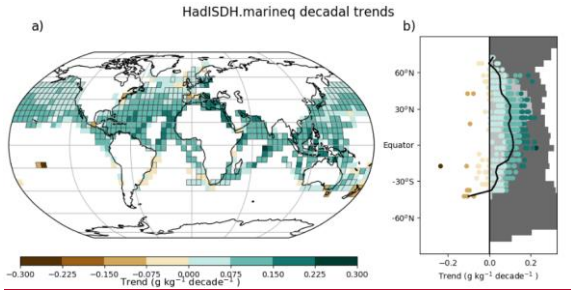 HadISDH.marineq decadal trends
a)
b)
60°N
30°N
Equator
-30°S
-60°N
−0.300 −0.225 −0.150 −0.075 0.000 0.075 0.150 0.225 0.300
Trend (g kg⁻¹ decade⁻¹ )
−0.2 0.0 0.2
Trend (g kg⁻¹ decade⁻¹ )